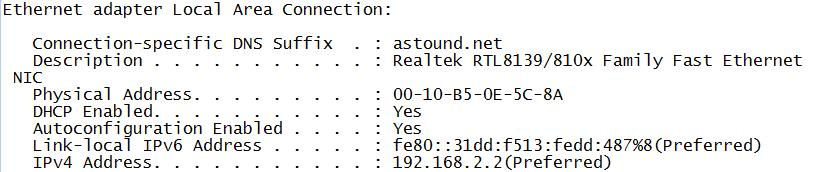 Ethernet adapter Local Area Connection:
Connection-specific DNS Suffix  . : astound.net
Description . . . . . . . . . . . : Realtek RTL8139/810x Family Fast Ethernet
NIC
Physical Address. . . . . . . . . : 00-10-B5-0E-5C-8A
DHCP Enabled. . . . . . . . . . . : Yes
Autoconfiguration Enabled . . . . : Yes
Link-local IPv6 Address . . . . . : fe80::31dd:f513:fedd:487%8(Preferred)
IPv4 Address. . . . . . . . . . . : 192.168.2.2(Preferred)